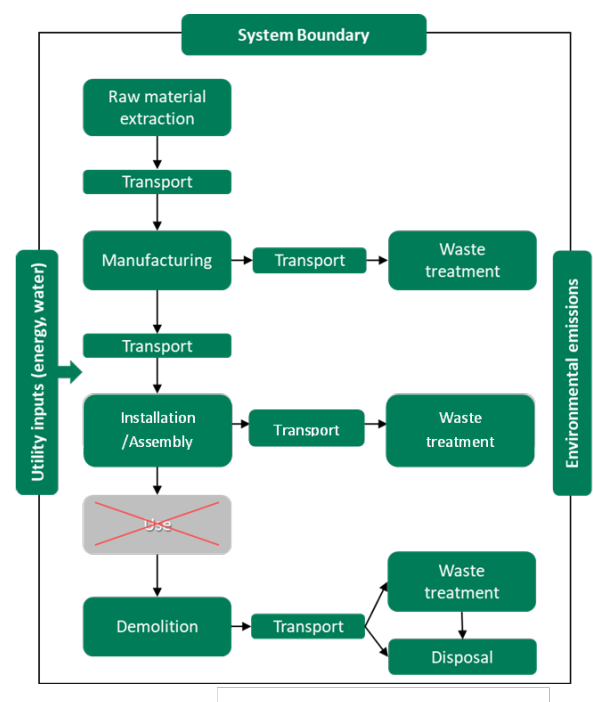 System Boundary
Raw material
extraction
Transport
Manufacturing
Transport
Waste
treatment
Transport
Utility inputs (energy, water)
Environmental emissions
Installation
/Assembly
Transport
Waste
treatment
Use
Demolition
Transport
Waste
treatment
Disposal